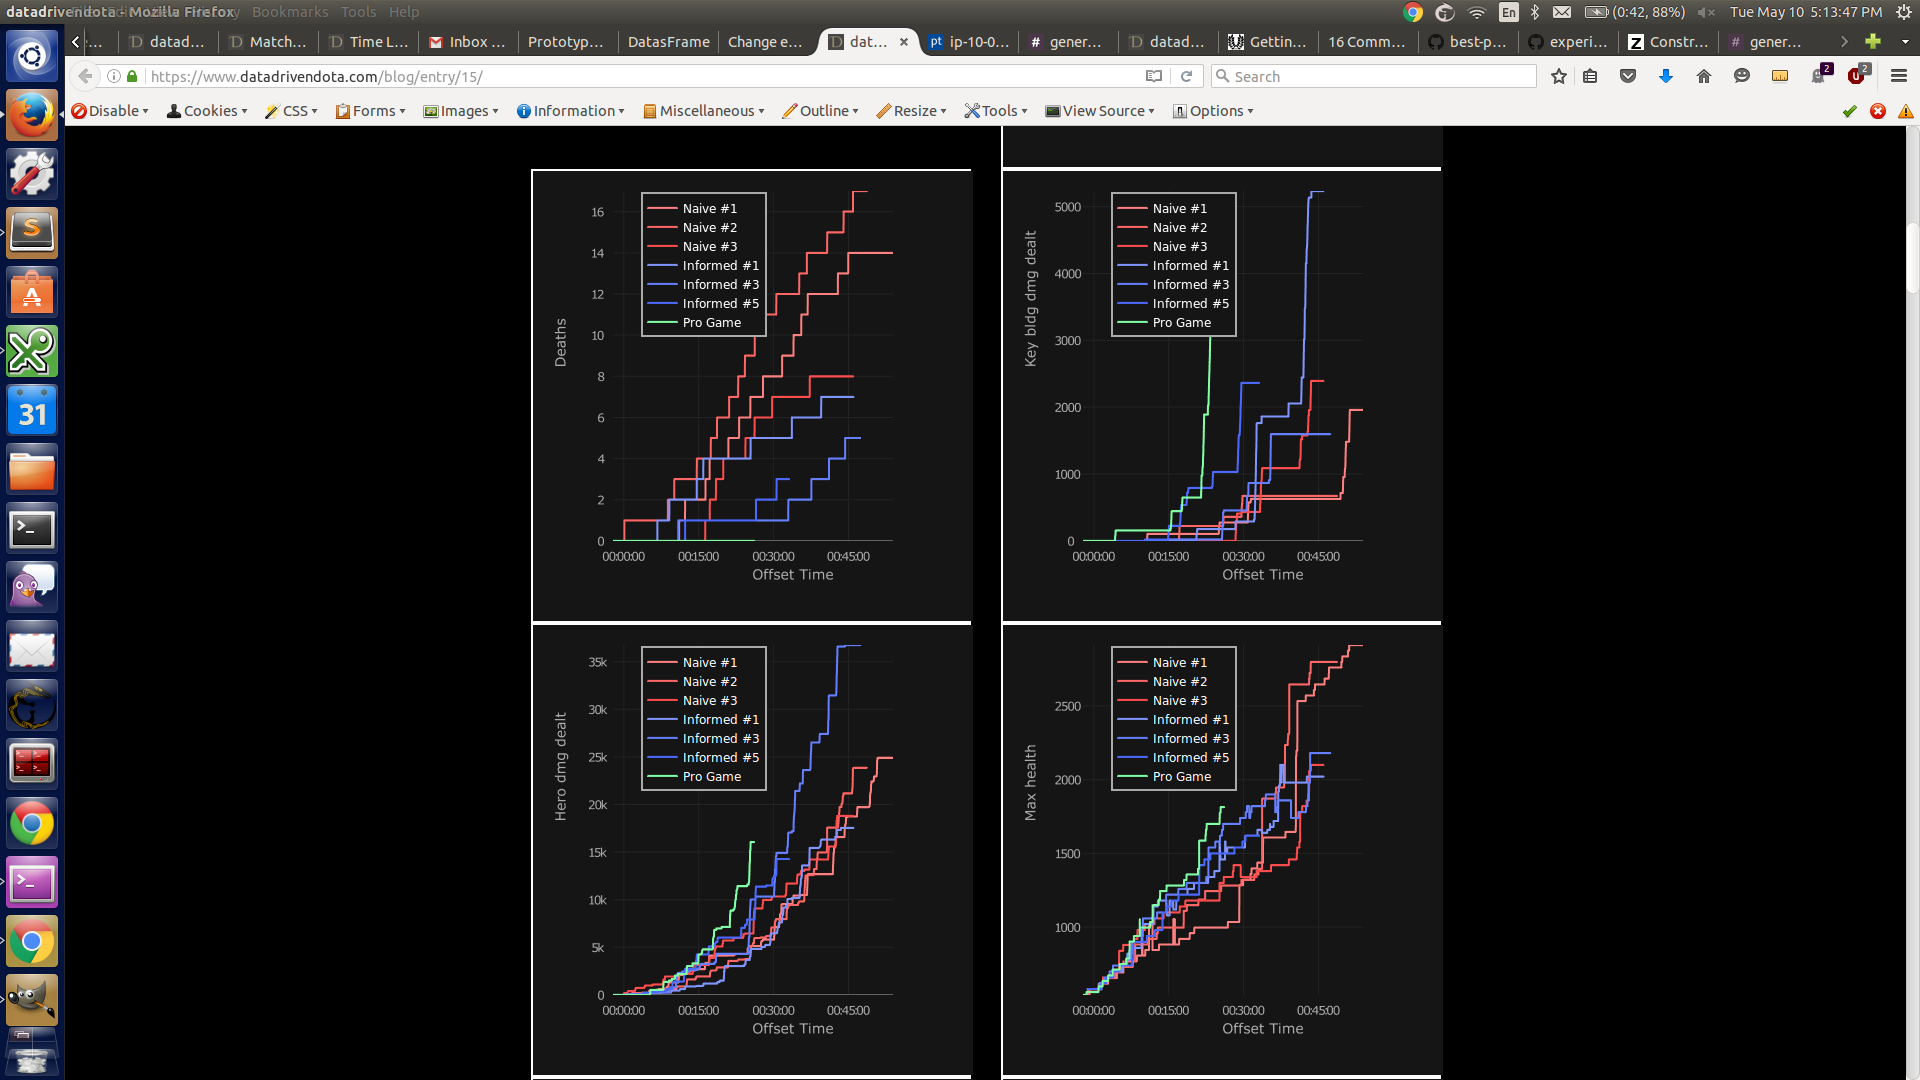 datadrivendota - Mozilla Firefox
Bookmarks Tools Help
En (0:42, 88%) Tue May 10 5:13:47 PM
e... datad... Match... Time L... Inbox ... Prototyp... DatasFrame Change e... dat... pt ip-10-0... # gener... datad... Gettin... 16 Comm... best-p... experi... Z Constr... # gener...
https://www.datadrivendota.com/blog/entry/15/ Search 2 2
Disable Cookies CSS Forms Images Information Miscellaneous Outline Resize Tools View Source Options
31
Deaths
16
14
12
10
8
6
4
2
0
Naive #1
Naive #2
Naive #3
Informed #1
Informed #3
Informed #5
Pro Game
00:00:00 00:15:00 00:30:00 00:45:00
Offset Time
Key bldg dmg dealt
5000
4000
3000
2000
1000
0
Naive #1
Naive #2
Naive #3
Informed #1
Informed #3
Informed #5
Pro Game
00:00:00 00:15:00 00:30:00 00:45:00
Offset Time
Hero dmg dealt
35k
30k
25k
20k
15k
10k
5k
0
Naive #1
Naive #2
Naive #3
Informed #1
Informed #3
Informed #5
Pro Game
00:00:00 00:15:00 00:30:00 00:45:00
Offset Time
Max health
2500
2000
1500
1000
Naive #1
Naive #2
Naive #3
Informed #1
Informed #3
Informed #5
Pro Game
00:00:00 00:15:00 00:30:00 00:45:00
Offset Time